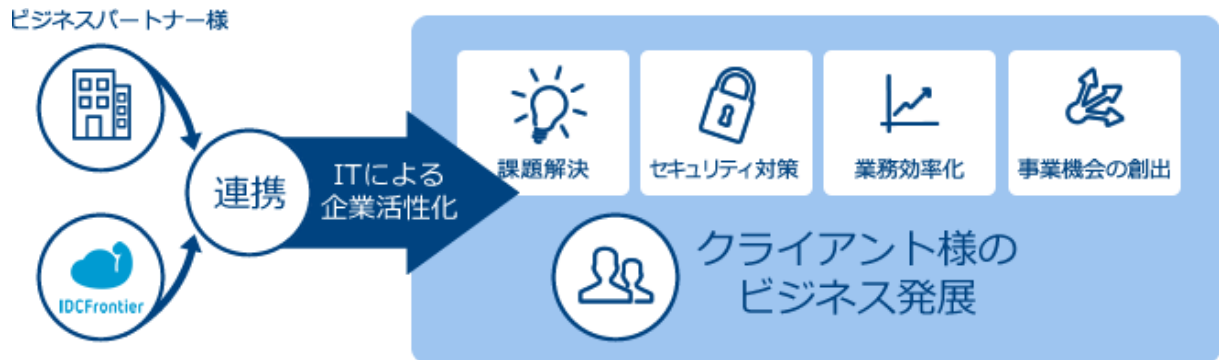 ビジネスパートナー様
IDCFrontier
連携
ITによる
企業活性化
課題解決
セキュリティ対策
業務効率化
事業機会の創出
クライアント様の
ビジネス発展